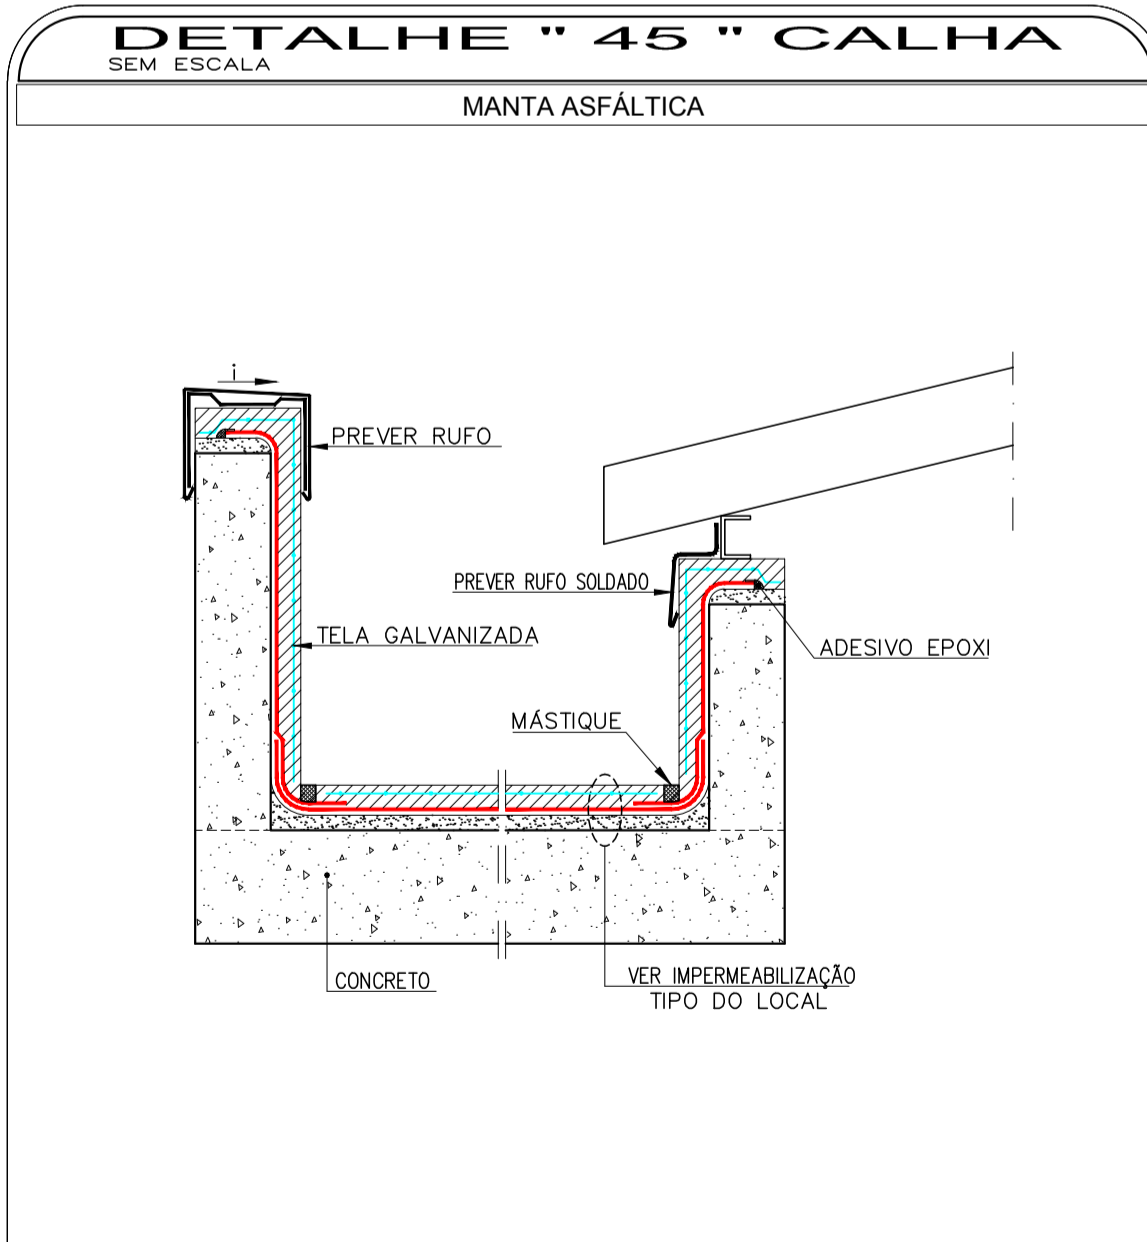 DETALHE " 45 " CALHA
SEM ESCALA
MANTA ASFÁLTICA
i
PREVER RUFO
PREVER RUFO SOLDADO
TELA GALVANIZADA
ADESIVO EPOXI
MÁSTIQUE
CONCRETO
VER IMPERMEABILIZAÇÃO
TIPO DO LOCAL